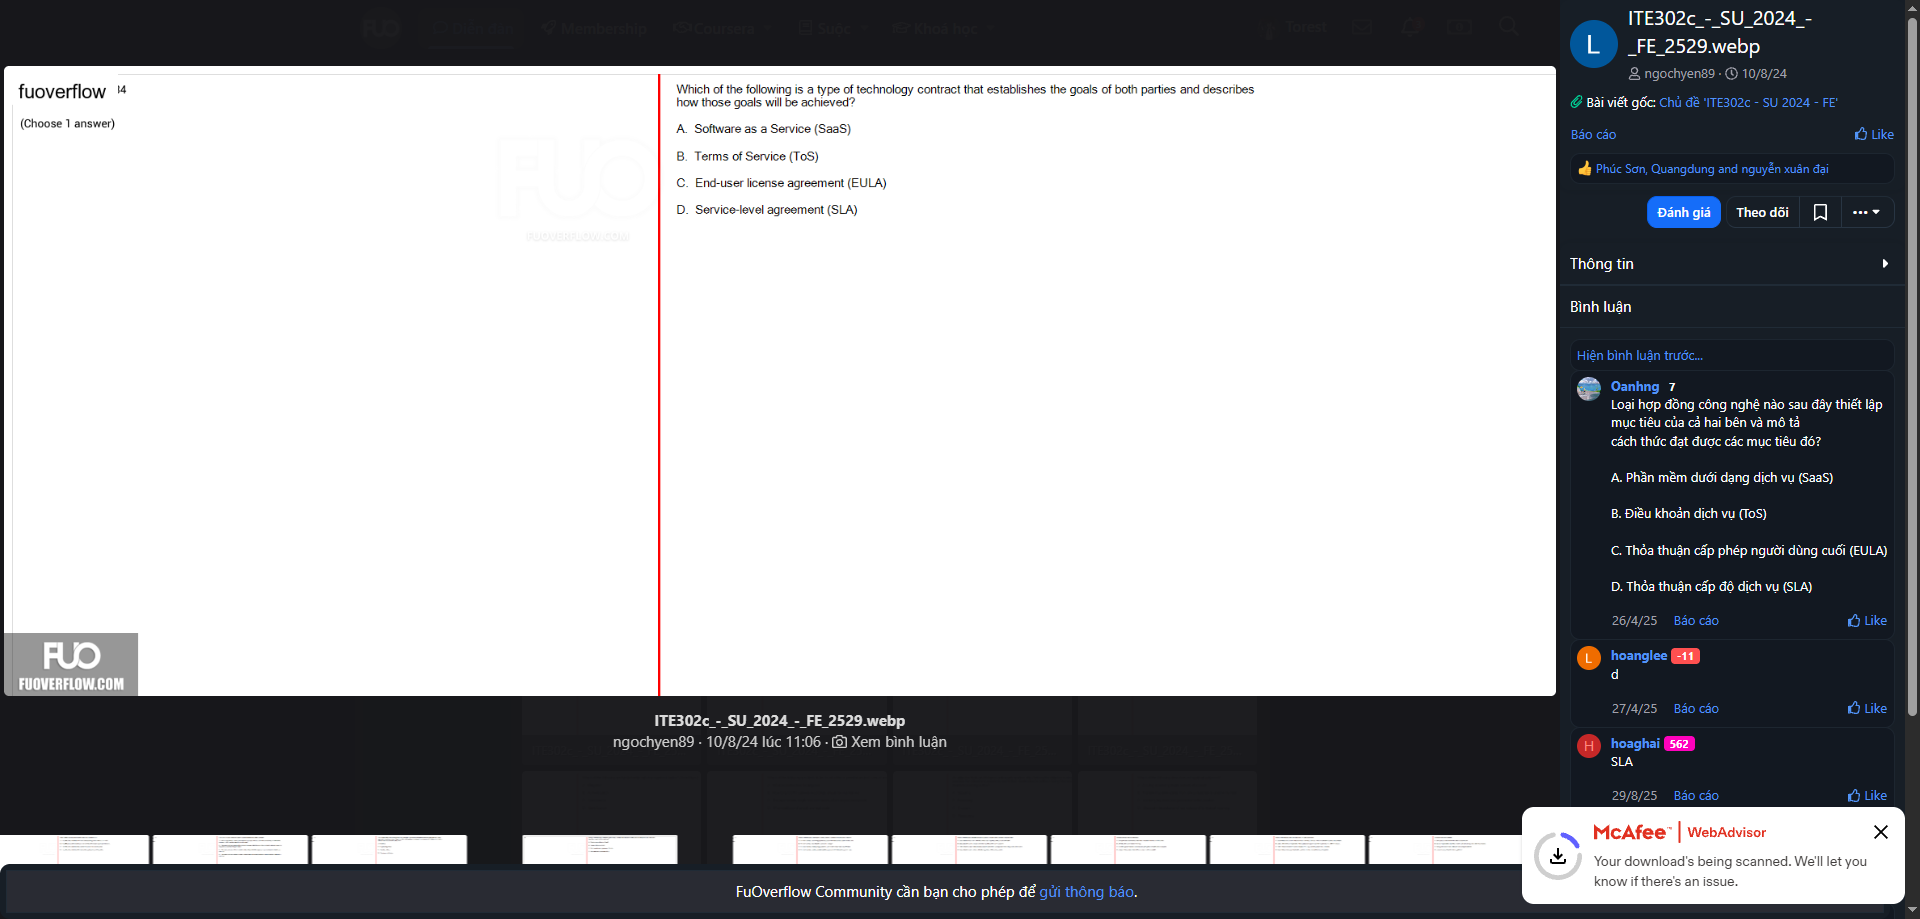 FUO
Membership
Coursera
Khoá học
Torest
fuoverflow
(Choose 1 answer)
Which of the following is a type of technology contract that establishes the goals of both parties and describes
how those goals will be achieved?
A. Software as a Service (SaaS)
B. Terms of Service (ToS)
C. End-user license agreement (EULA)
D. Service-level agreement (SLA)
FUO
FUOVERFLOW.COM
FUO
FUOVERFLOW.COM
ITE302c_-_SU_2024_-_FE_2529.webp
ngochyen89 · 10/8/24 lúc 11:06 · Xem bình luận
L
ITE302c_-_SU_2024_-
_FE_2529.webp
ngochyen89 · 10/8/24
Bài viết gốc: Chủ đề 'ITE302c - SU 2024 - FE'
Báo cáo
Like
Phúc Sơn, Quangdung and nguyễn xuân đại
Đánh giá
Theo dõi
Thông tin
Bình luận
Hiện bình luận trước...
Oanhng 7
Loại hợp đồng công nghệ nào sau đây thiết lập
mục tiêu của cả hai bên và mô tả
cách thức đạt được các mục tiêu đó?
A. Phần mềm dưới dạng dịch vụ (SaaS)
B. Điều khoản dịch vụ (ToS)
C. Thỏa thuận cấp phép người dùng cuối (EULA)
D. Thỏa thuận cấp độ dịch vụ (SLA)
26/4/25 Báo cáo Like
L
hoanglee -11
d
27/4/25 Báo cáo Like
H
hoaghai 562
SLA
29/8/25 Báo cáo Like
McAfee™ | WebAdvisor
Your download's being scanned. We'll let you
know if there's an issue.
FuOverflow Community cần bạn cho phép để gửi thông báo.